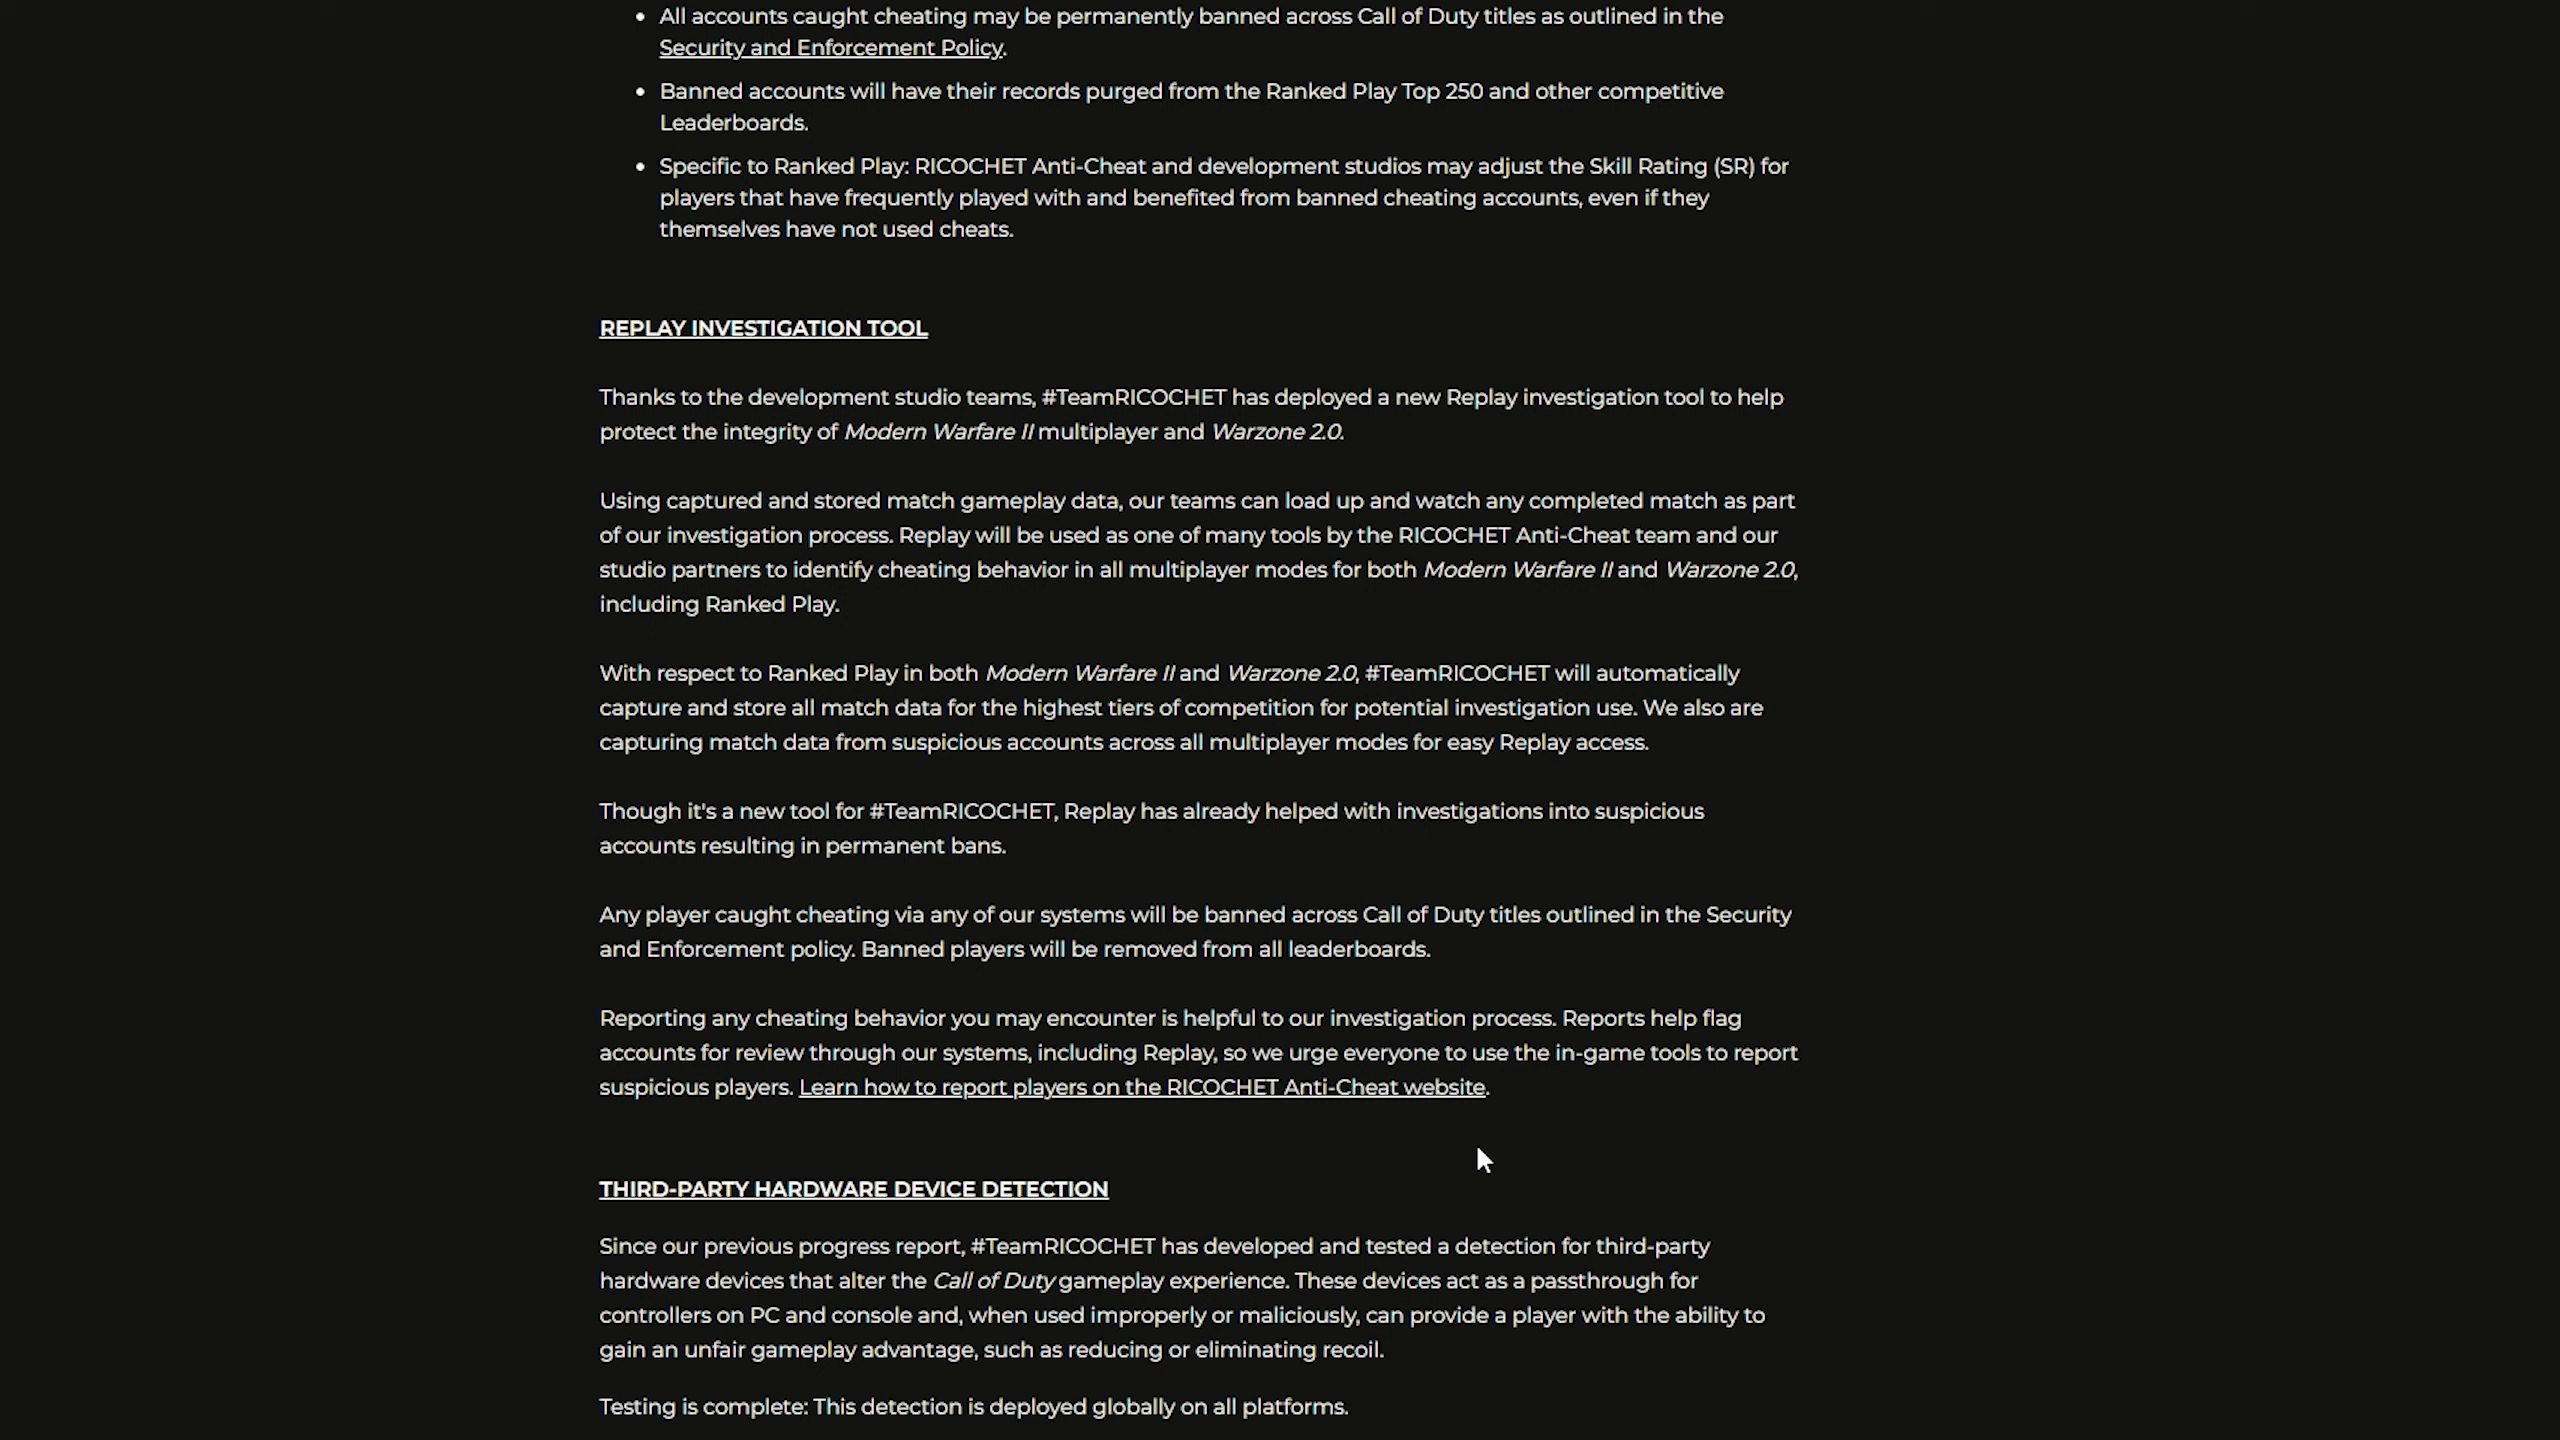 • All accounts caught cheating may be permanently banned across Call of Duty titles as outlined in the
Security and Enforcement Policy.
• Banned accounts will have their records purged from the Ranked Play Top 250 and other competitive
Leaderboards.
• Specific to Ranked Play: RICOCHET Anti-Cheat and development studios may adjust the Skill Rating (SR) for
players that have frequently played with and benefited from banned cheating accounts, even if they
themselves have not used cheats.
REPLAY INVESTIGATION TOOL
Thanks to the development studio teams, #TeamRICOCHET has deployed a new Replay investigation tool to help
protect the integrity of Modern Warfare II multiplayer and Warzone 2.0.
Using captured and stored match gameplay data, our teams can load up and watch any completed match as part
of our investigation process. Replay will be used as one of many tools by the RICOCHET Anti-Cheat team and our
studio partners to identify cheating behavior in all multiplayer modes for both Modern Warfare II and Warzone 2.0,
including Ranked Play.
With respect to Ranked Play in both Modern Warfare II and Warzone 2.0, #TeamRICOCHET will automatically
capture and store all match data for the highest tiers of competition for potential investigation use. We also are
capturing match data from suspicious accounts across all multiplayer modes for easy Replay access.
Though it's a new tool for #TeamRICOCHET, Replay has already helped with investigations into suspicious
accounts resulting in permanent bans.
Any player caught cheating via any of our systems will be banned across Call of Duty titles outlined in the Security
and Enforcement policy. Banned players will be removed from all leaderboards.
Reporting any cheating behavior you may encounter is helpful to our investigation process. Reports help flag
accounts for review through our systems, including Replay, so we urge everyone to use the in-game tools to report
suspicious players. Learn how to report players on the RICOCHET Anti-Cheat website.
THIRD-PARTY HARDWARE DEVICE DETECTION
Since our previous progress report, #TeamRICOCHET has developed and tested a detection for third-party
hardware devices that alter the Call of Duty gameplay experience. These devices act as a passthrough for
controllers on PC and console and, when used improperly or maliciously, can provide a player with the ability to
gain an unfair gameplay advantage, such as reducing or eliminating recoil.
Testing is complete: This detection is deployed globally on all platforms.